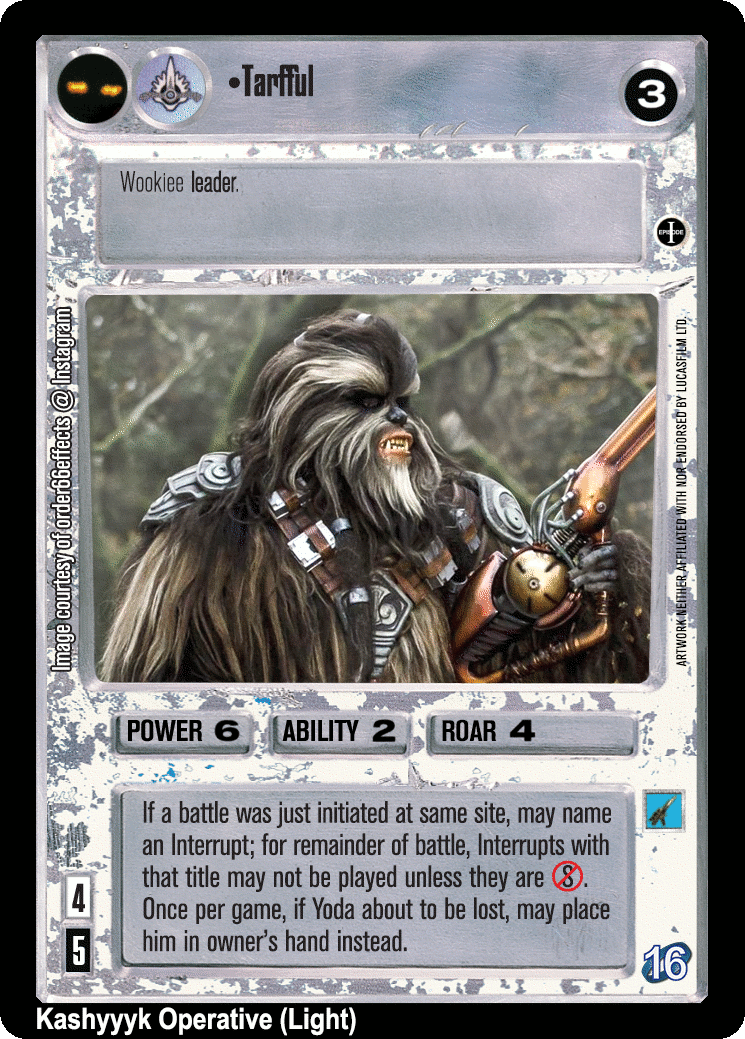 •Tarfful
3
Wookiee leader.
EPISODE I
Image courtesy of order66effects @ Instagram
ARTWORK NEITHER AFFILIATED WITH NOR ENDORSED BY LUCASFILM LTD.
POWER 6
ABILITY 2
ROAR 4
If a battle was just initiated at same site, may name
an Interrupt; for remainder of battle, Interrupts with
that title may not be played unless they are 8.
Once per game, if Yoda about to be lost, may place
him in owner's hand instead.
4
5
16
Kashyyyk Operative (Light)